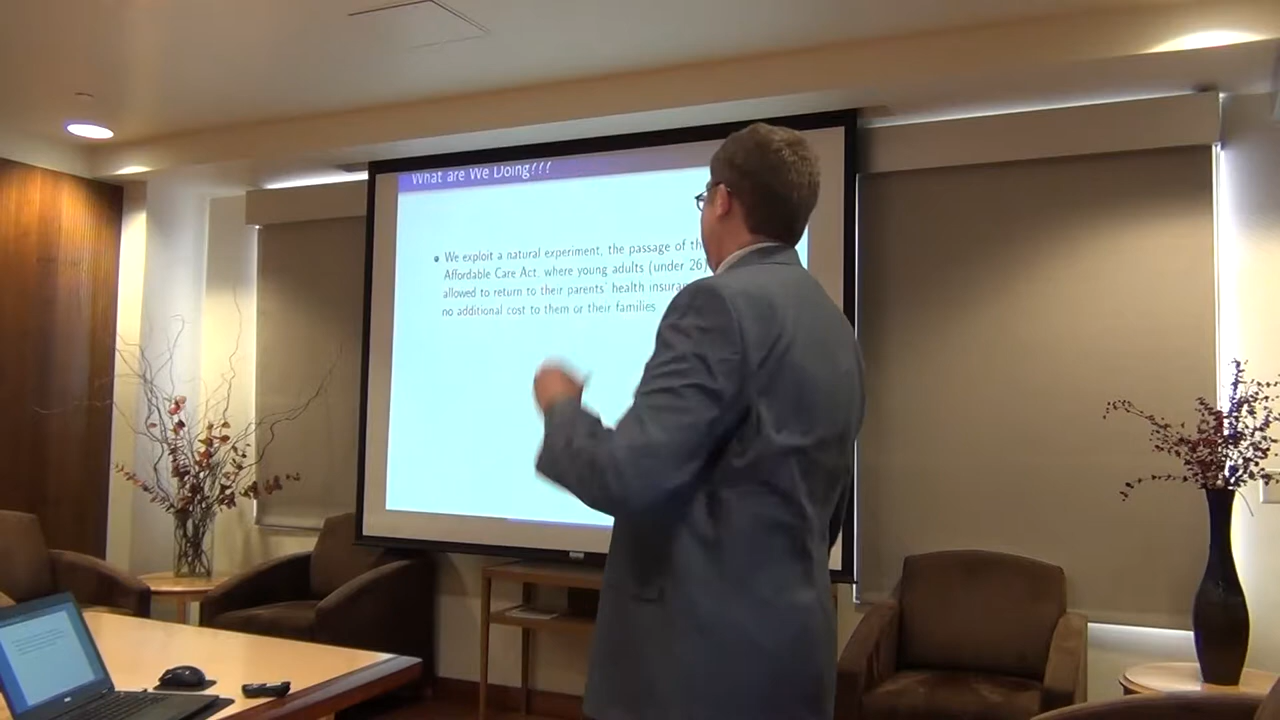 What are We Doing???
We exploit a natural experiment, the passage of th
Affordable Care Act, where young adults (under 26)
allowed to return to their parents' health insura
no additional cost to them or their families